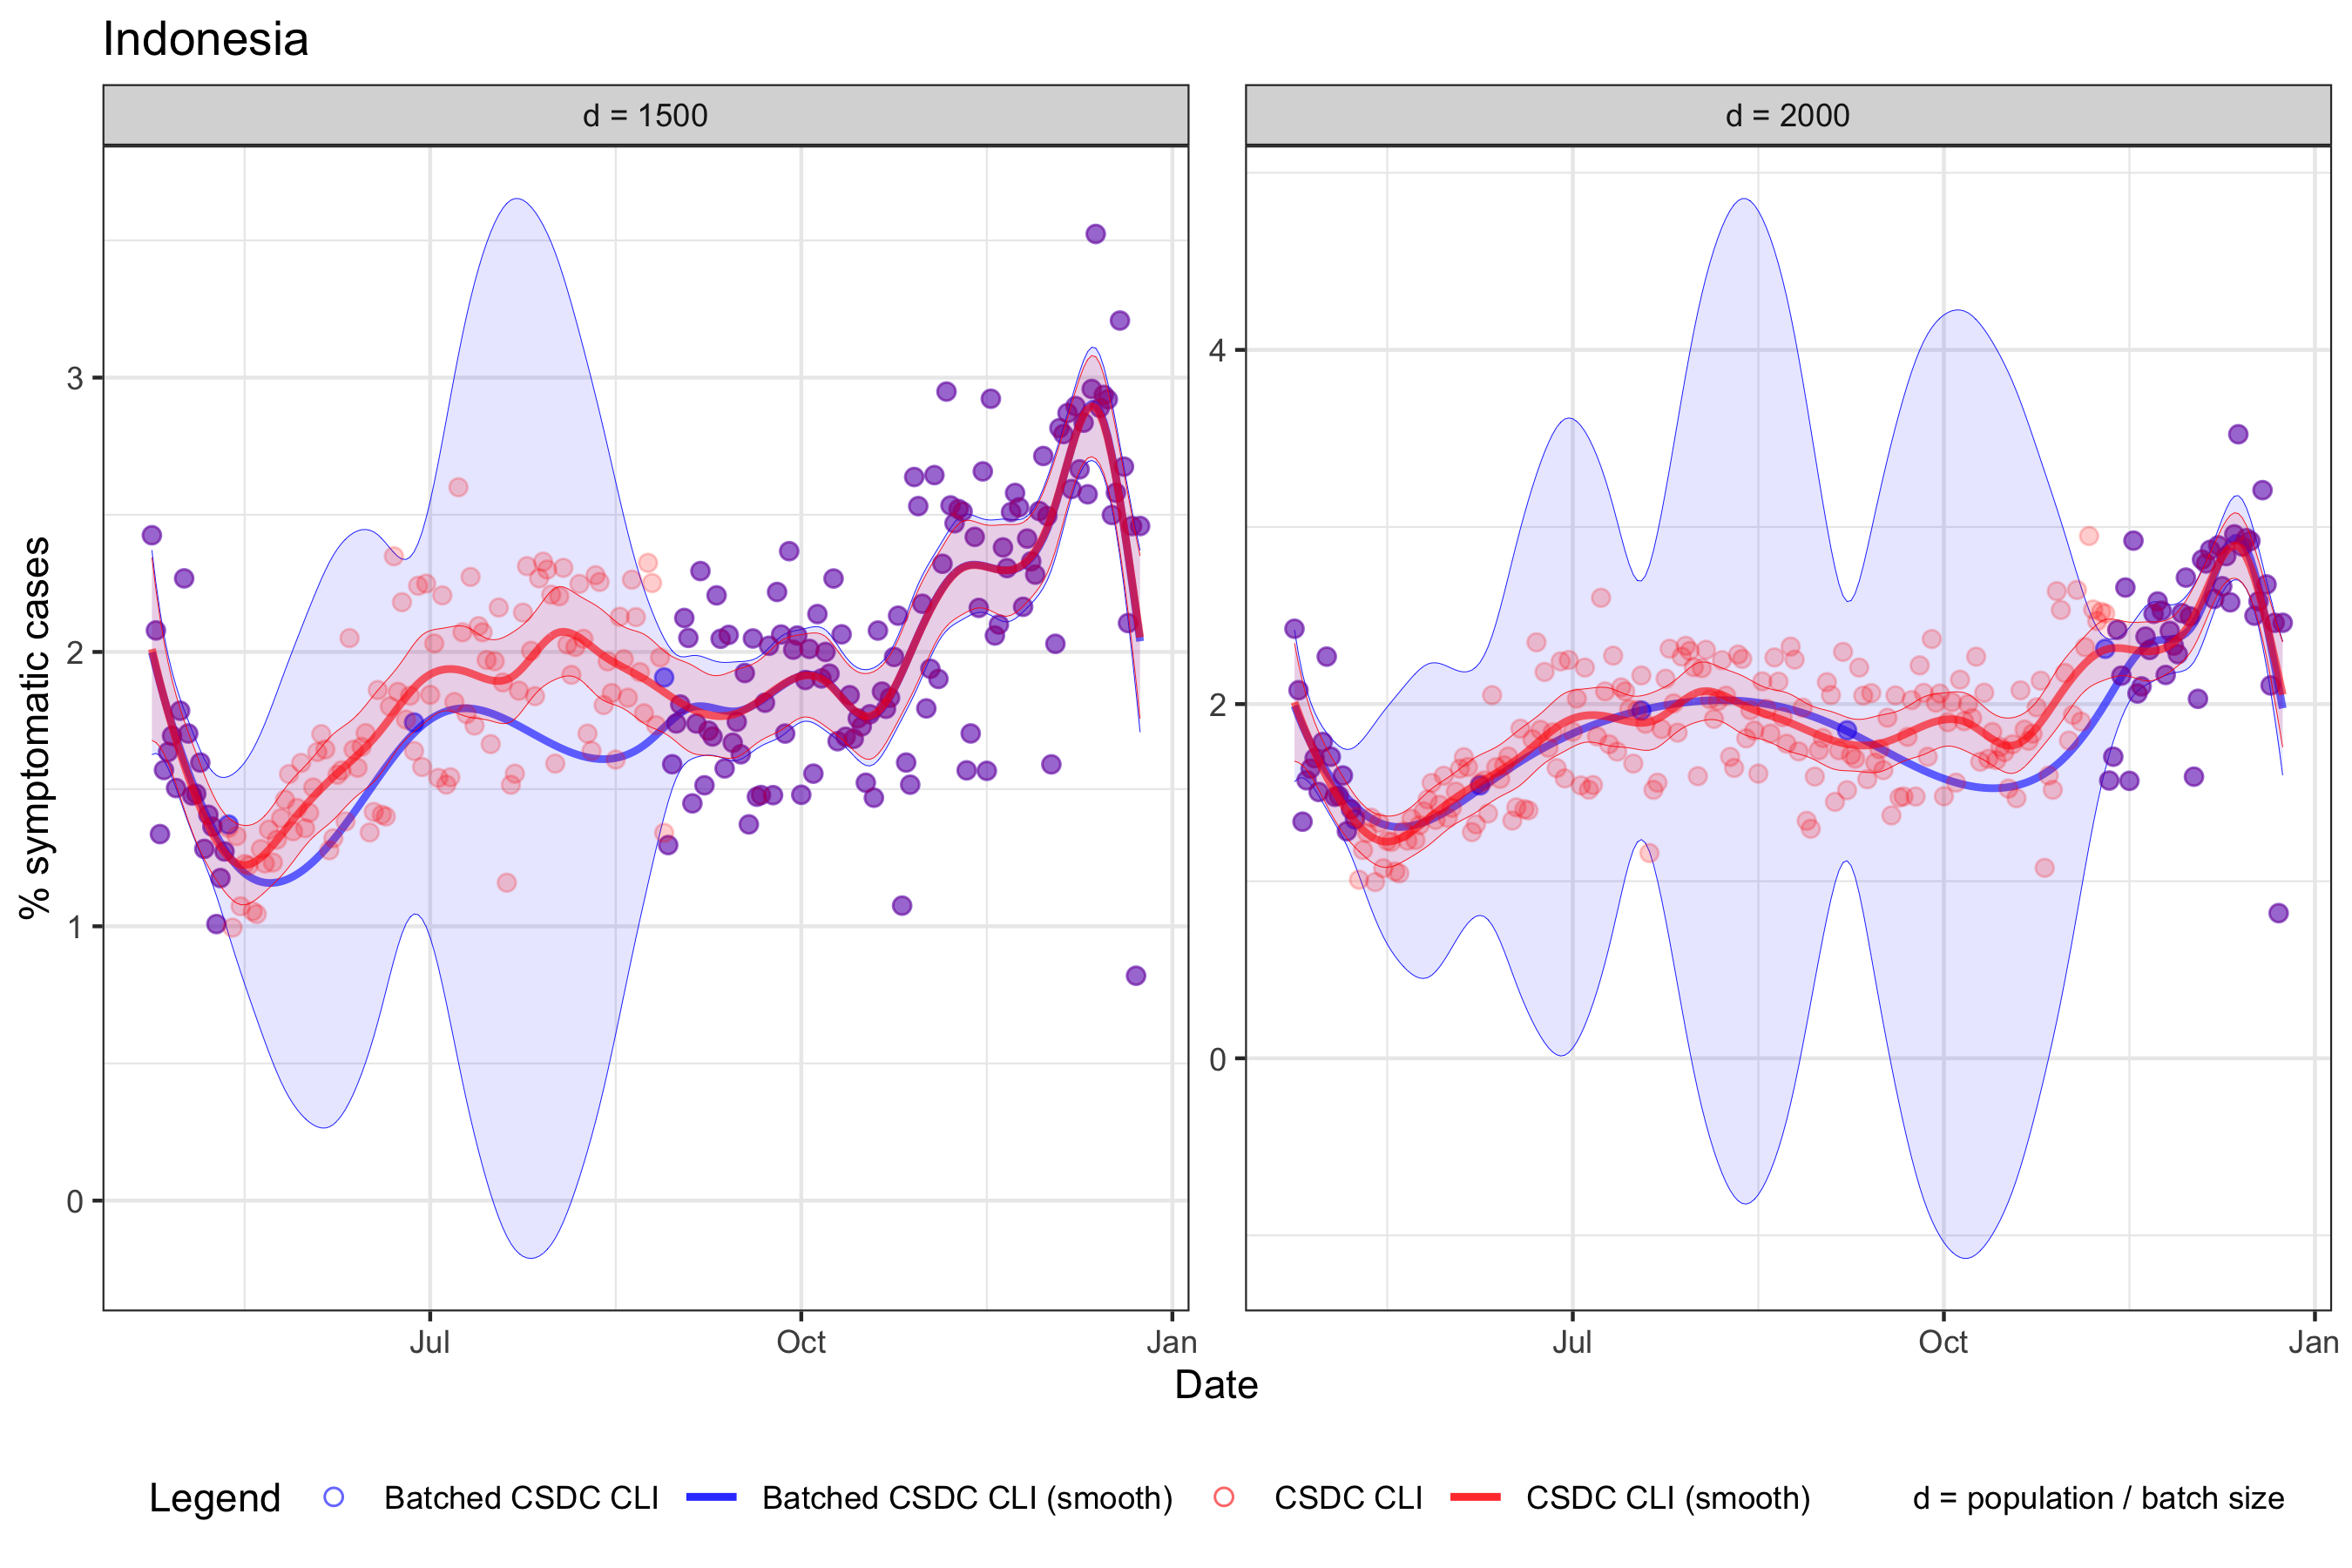 Indonesia
d = 1500
d = 2000
% symptomatic cases
3
2
1
0
4
2
0
Jul
Oct
Jan
Jul
Oct
Jan
Date
Legend
Batched CSDC CLI
Batched CSDC CLI (smooth)
CSDC CLI
CSDC CLI (smooth)
d = population / batch size